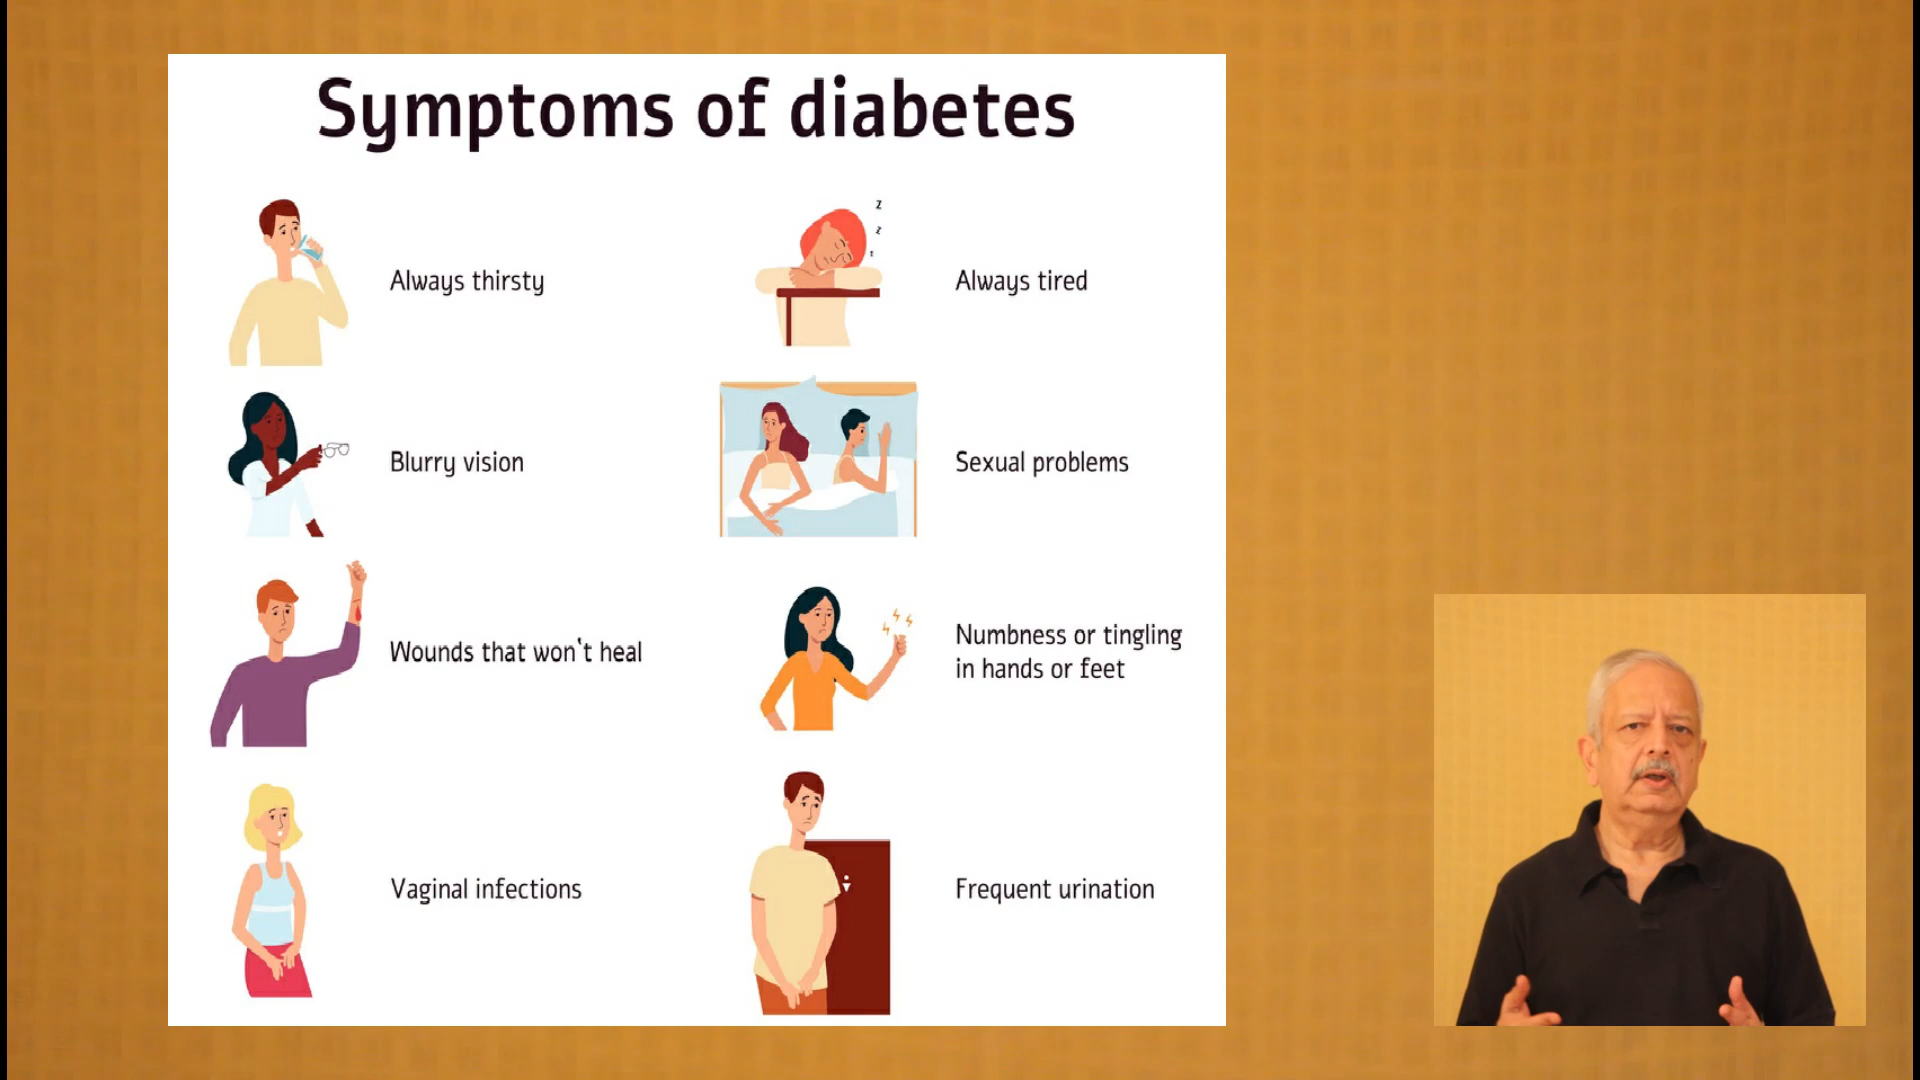 Symptoms of diabetes
Always thirsty
Always tired
Blurry vision
Sexual problems
Wounds that won't heal
Numbness or tingling
in hands or feet
Vaginal infections
Frequent urination